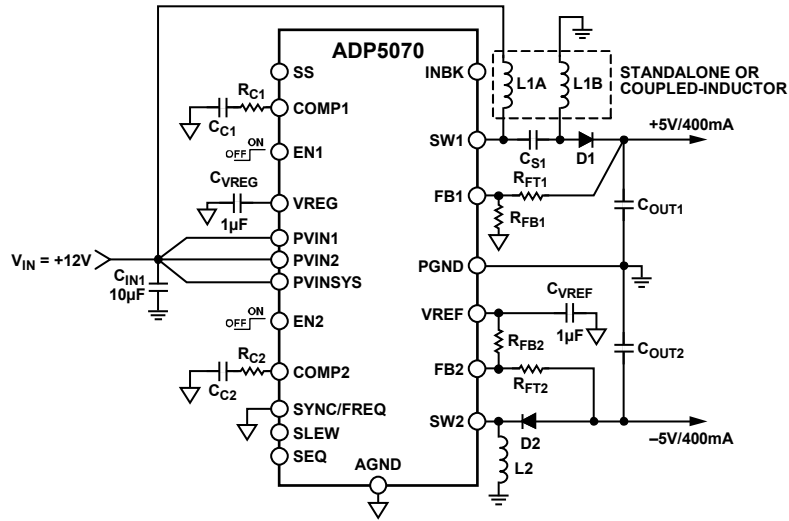 ADP5070
SS
INBK
L1A
L1B
STANDALONE OR
COUPLED-INDUCTOR
RC1
CC1
COMP1
SW1
CS1
D1
+5V/400mA
ON
OFF
EN1
RFT1
FB1
RFB1
COUT1
CVREG
1µF
VREG
PVIN1
VIN = +12V
PVIN2
PGND
CIN1
10µF
PVINSYS
ON
OFF
EN2
VREF
CVREF
1µF
RFB2
COUT2
RC2
CC2
COMP2
FB2
RFT2
SYNC/FREQ
SW2
D2
–5V/400mA
SLEW
L2
SEQ
AGND